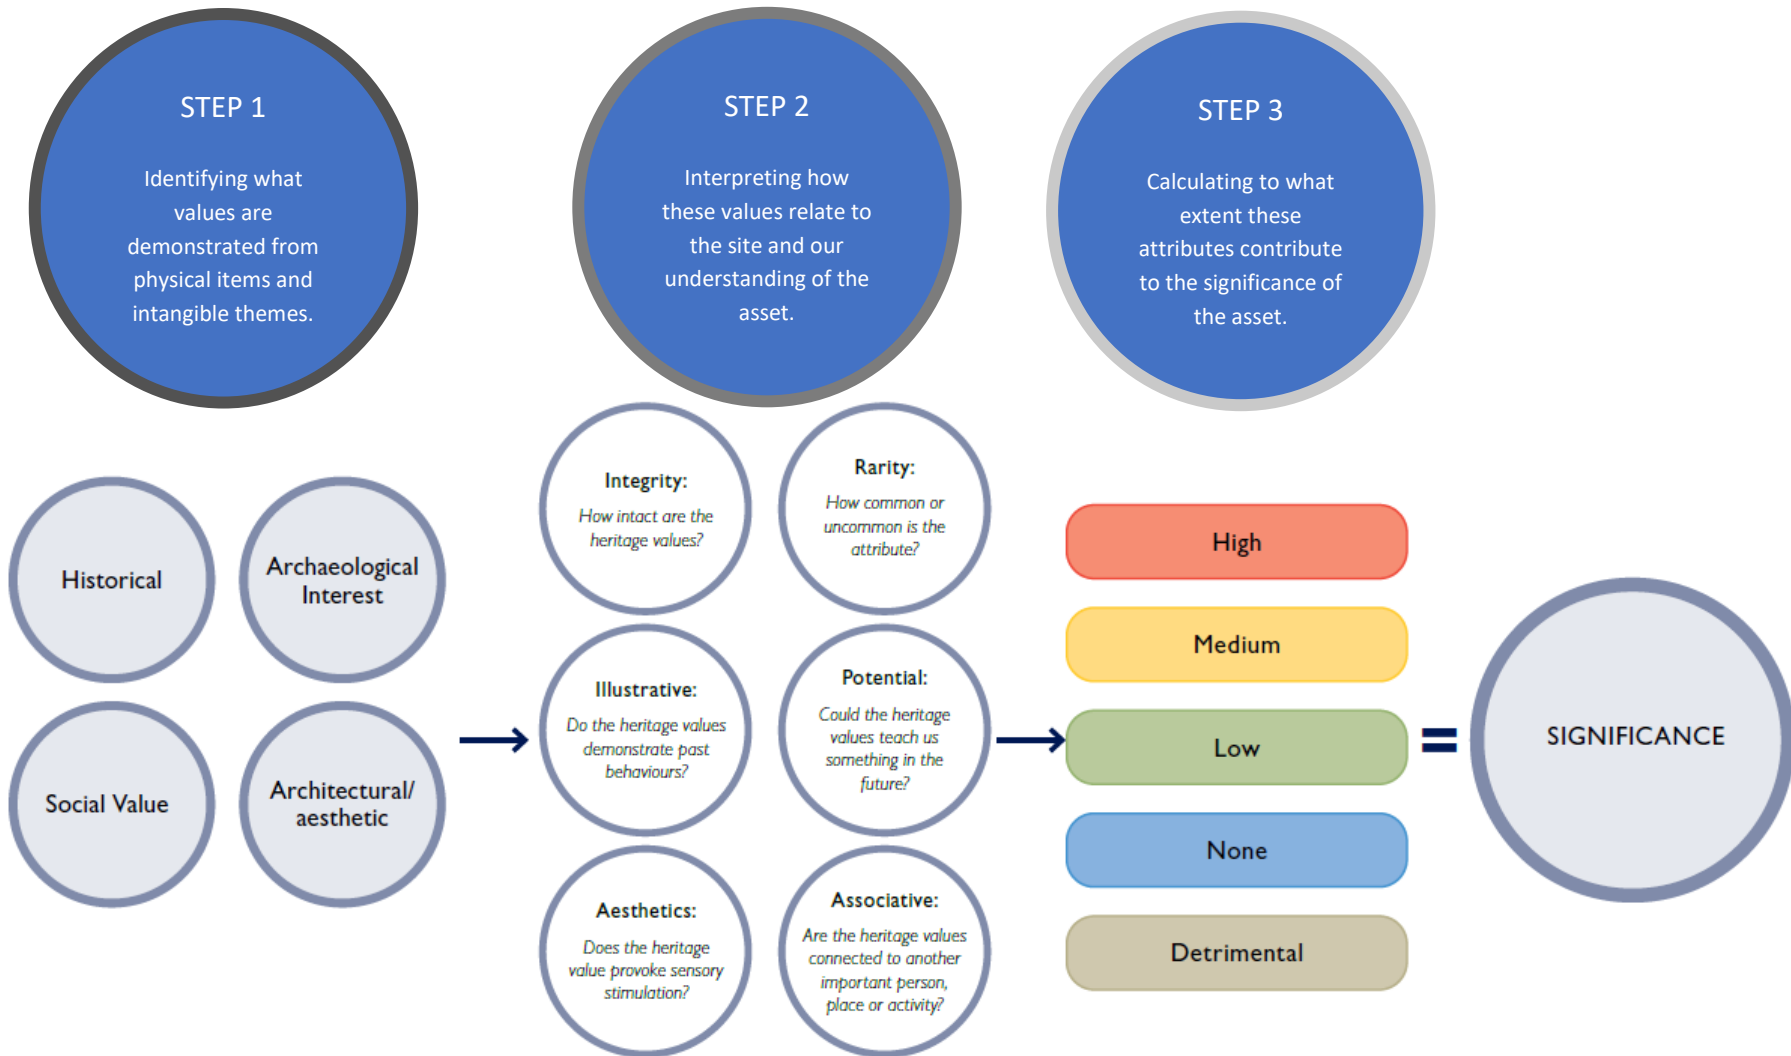 STEP 1
Identifying what
values are
demonstrated from
physical items and
intangible themes.
STEP 2
Interpreting how
these values relate to
the site and our
understanding of the
asset.
STEP 3
Calculating to what
extent these
attributes contribute
to the significance of
the asset.
Historical
Archaeological
Interest
Social Value
Architectural/
aesthetic
Integrity:
How intact are the
heritage values?
Rarity:
How common or
uncommon is the
attribute?
Illustrative:
Do the heritage values
demonstrate past
behaviours?
Potential:
Could the heritage
values teach us
something in the
future?
Aesthetics:
Does the heritage
value provoke sensory
stimulation?
Associative:
Are the heritage values
connected to another
important person,
place or activity?
High
Medium
Low
None
Detrimental
=
SIGNIFICANCE